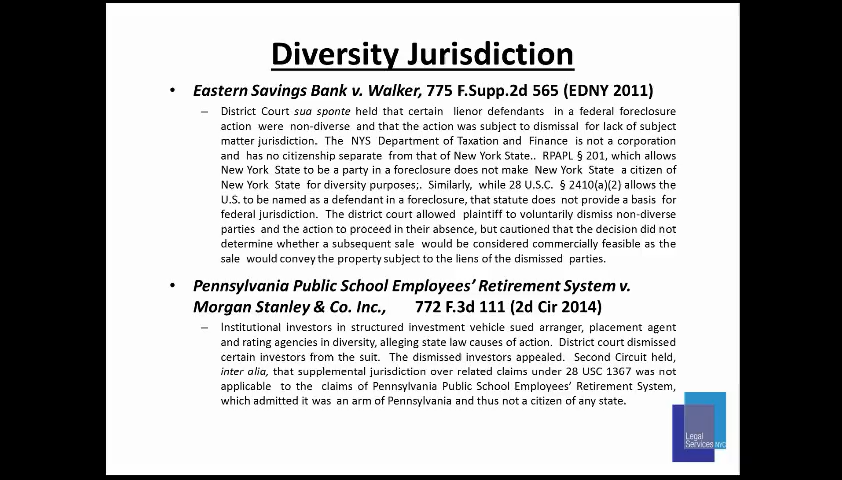 Diversity Jurisdiction
• Eastern Savings Bank v. Walker, 775 F.Supp.2d 565 (EDNY 2011)
– District Court sua sponte held that certain lienor defendants in a federal foreclosure
action were non-diverse and that the action was subject to dismissal for lack of subject
matter jurisdiction. The NYS Department of Taxation and Finance is not a corporation
and has no citizenship separate from that of New York State.. RPAPL § 201, which allows
New York State to be a party in a foreclosure does not make New York State a citizen of
New York State for diversity purposes;. Similarly, while 28 U.S.C. § 2410(a)(2) allows the
U.S. to be named as a defendant in a foreclosure, that statute does not provide a basis for
federal jurisdiction. The district court allowed plaintiff to voluntarily dismiss non-diverse
parties and the action to proceed in their absence, but cautioned that the decision did not
determine whether a subsequent sale would be considered commercially feasible as the
sale would convey the property subject to the liens of the dismissed parties.
• Pennsylvania Public School Employees’ Retirement System v.
Morgan Stanley & Co. Inc., 772 F.3d 111 (2d Cir 2014)
– Institutional investors in structured investment vehicle sued arranger, placement agent
and rating agencies in diversity, alleging state law causes of action. District court dismissed
certain investors from the suit. The dismissed investors appealed. Second Circuit held,
inter alia, that supplemental jurisdiction over related claims under 28 USC 1367 was not
applicable to the claims of Pennsylvania Public School Employees’ Retirement System,
which admitted it was an arm of Pennsylvania and thus not a citizen of any state.
Legal
Services NYC